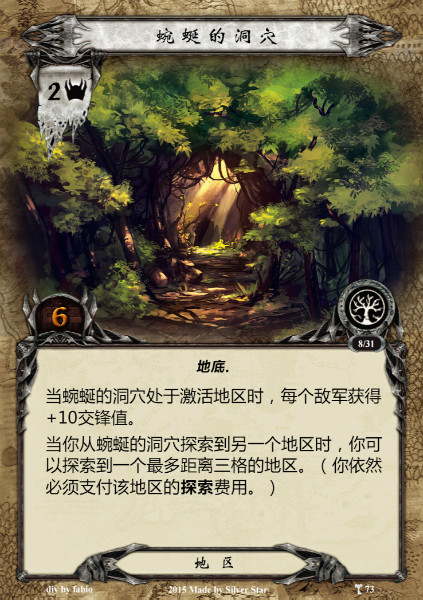 蜿蜒的洞穴
2
6
8/31
地底.
当蜿蜒的洞穴处于激活地区时，每个敌军获得
+10交锋值。
当你从蜿蜒的洞穴探索到另一个地区时，你可
以探索到一个最多距离三格的地区。（你依然
必须支付该地区的探索费用。）
地区
diy by fabio
2015 Made by Silver Star
73